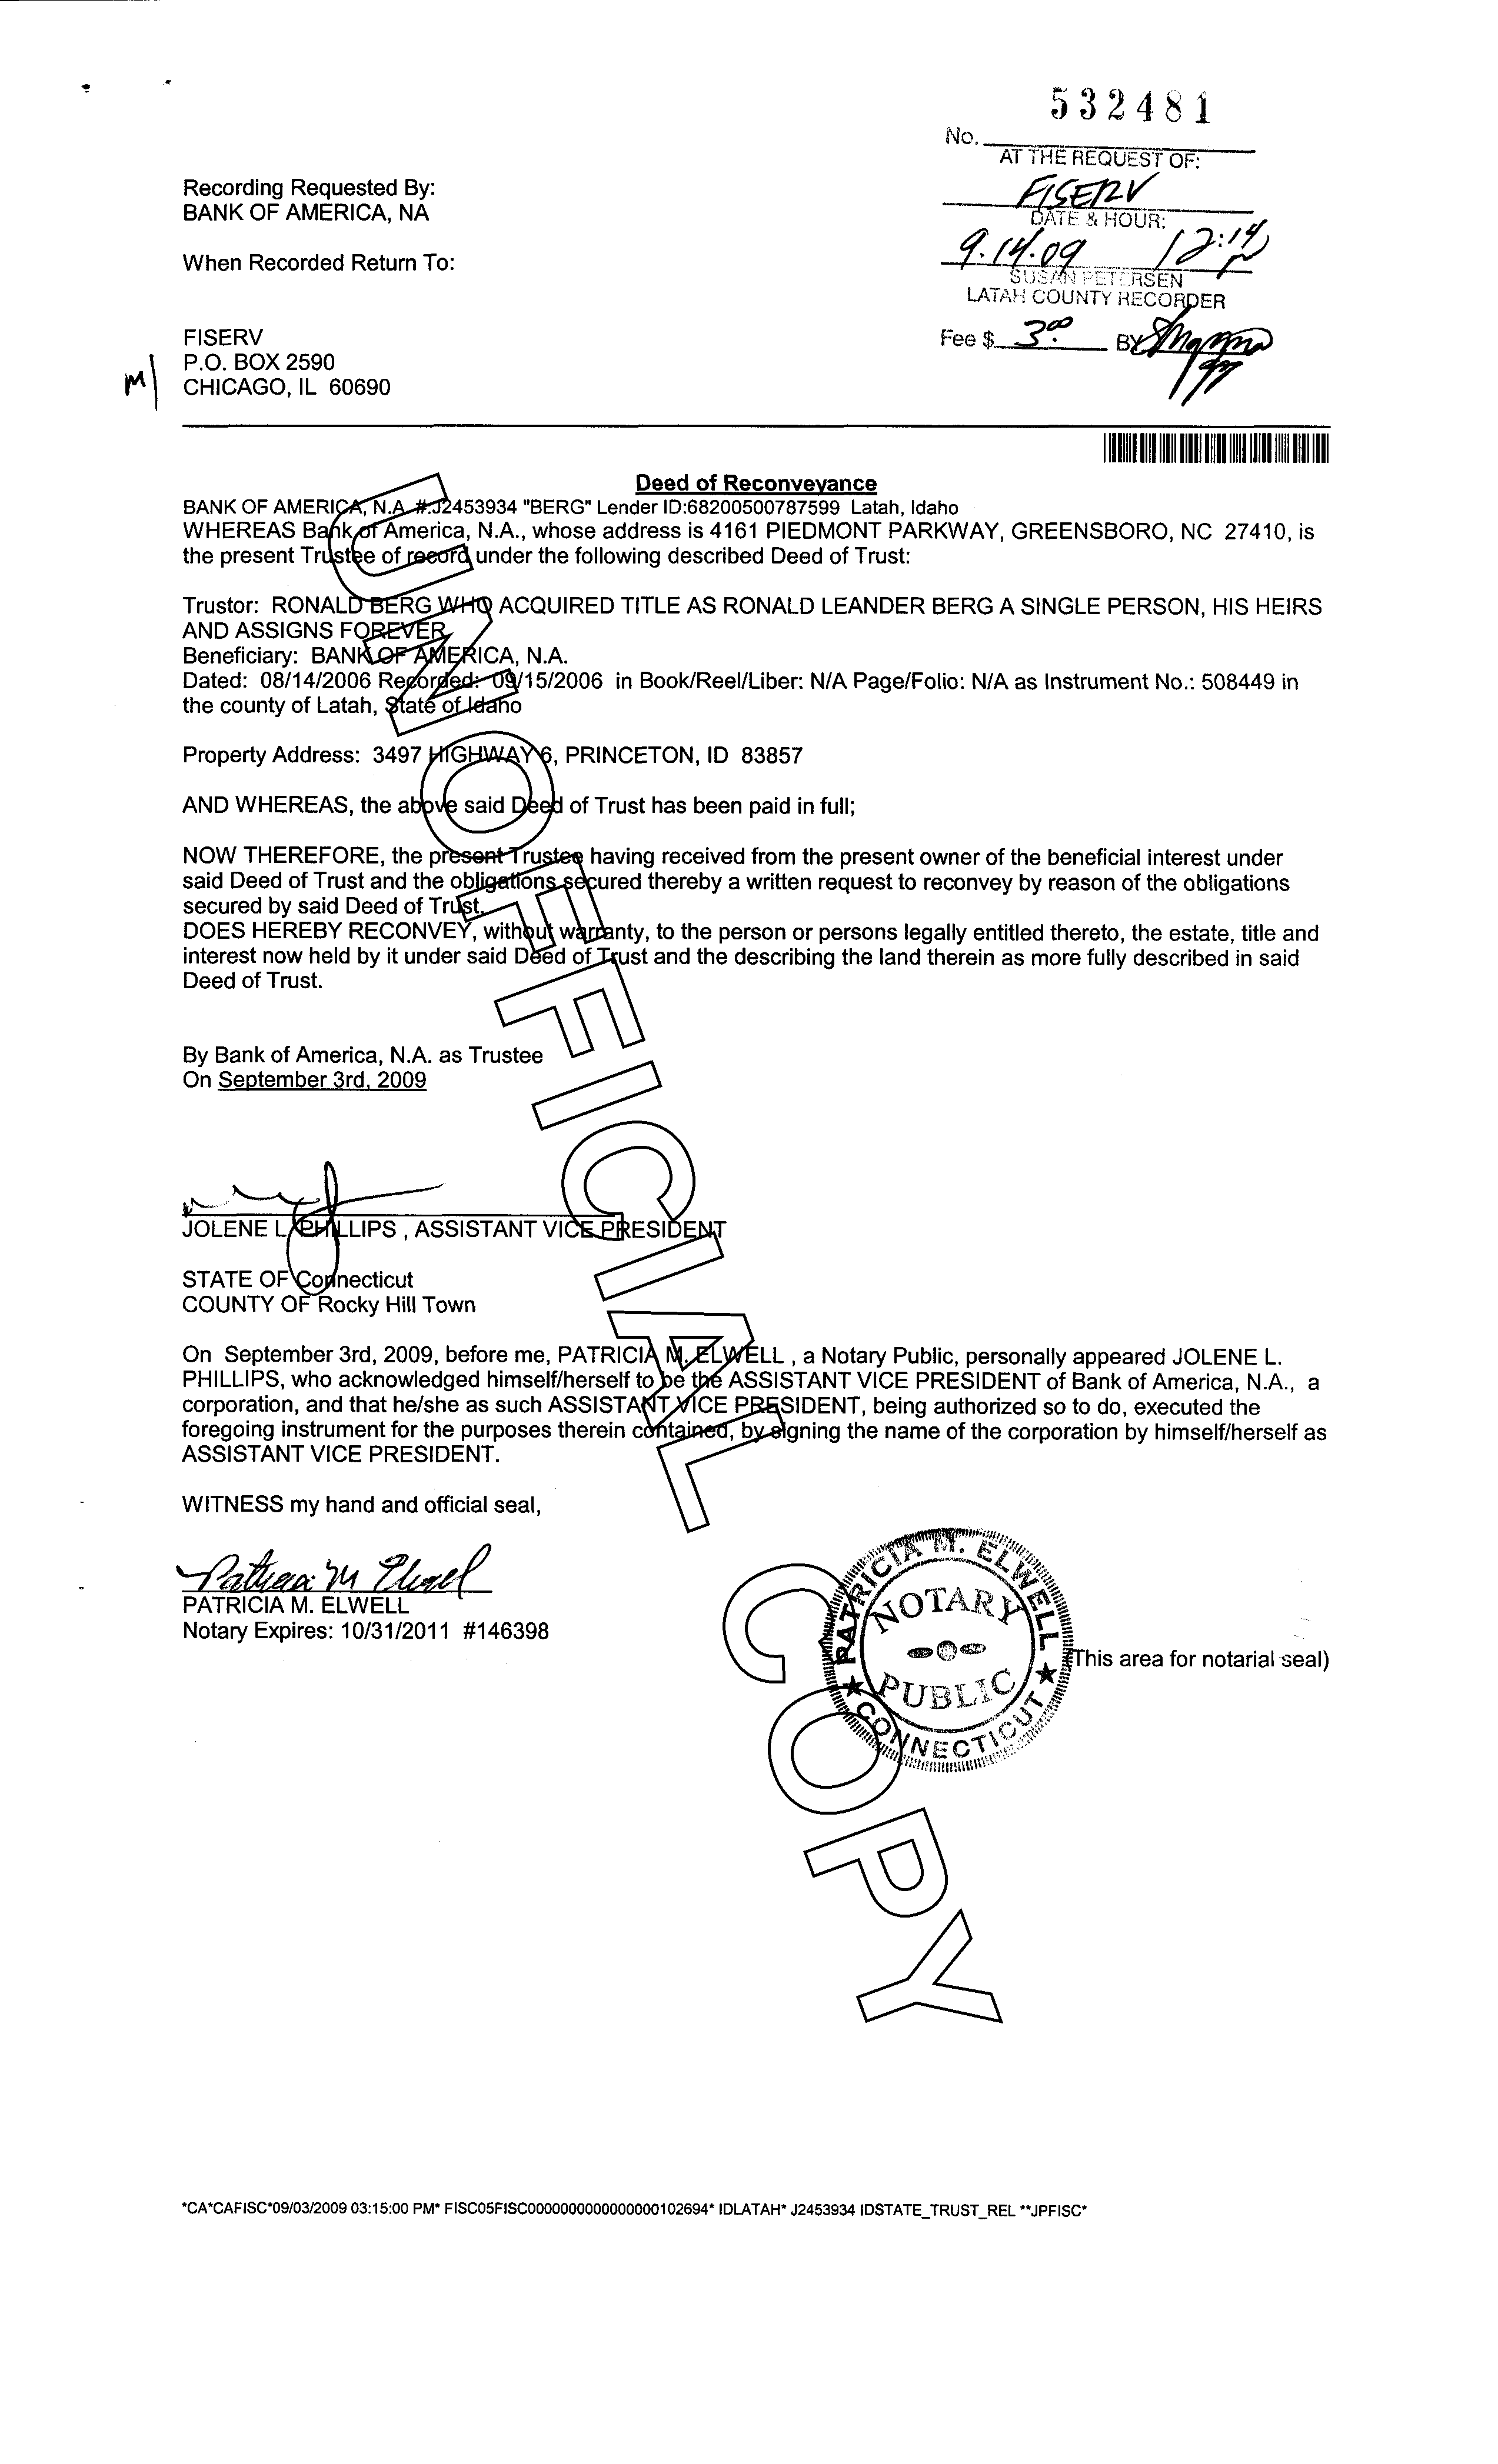 532481
No.
AT THE REQUEST OF:
FISERV
DATE & HOUR:
9.14.09 12:14
SUSAN PETERSEN
LATAH COUNTY RECORDER
Fee $ 3.00 BY
Recording Requested By:
BANK OF AMERICA, NA
When Recorded Return To:
FISERV
P.O. BOX 2590
CHICAGO, IL 60690
M
Deed of Reconveyance
BANK OF AMERICA, N.A. #:J2453934 "BERG" Lender ID:68200500787599 Latah, Idaho
WHEREAS Bank of America, N.A., whose address is 4161 PIEDMONT PARKWAY, GREENSBORO, NC 27410, is
the present Trustee of record under the following described Deed of Trust:
Trustor: RONALD BERG WHO ACQUIRED TITLE AS RONALD LEANDER BERG A SINGLE PERSON, HIS HEIRS
AND ASSIGNS FOREVER
Beneficiary: BANK OF AMERICA, N.A.
Dated: 08/14/2006 Recorded: 09/15/2006 in Book/Reel/Liber: N/A Page/Folio: N/A as Instrument No.: 508449 in
the county of Latah, State of Idaho
Property Address: 3497 HIGHWAY 6, PRINCETON, ID 83857
AND WHEREAS, the above said Deed of Trust has been paid in full;
NOW THEREFORE, the present Trustee having received from the present owner of the beneficial interest under
said Deed of Trust and the obligations secured thereby a written request to reconvey by reason of the obligations
secured by said Deed of Trust.
DOES HEREBY RECONVEY, without warranty, to the person or persons legally entitled thereto, the estate, title and
interest now held by it under said Deed of Trust and the describing the land therein as more fully described in said
Deed of Trust.
By Bank of America, N.A. as Trustee
On September 3rd, 2009
JOLENE L. PHILLIPS , ASSISTANT VICE PRESIDENT
STATE OF Connecticut
COUNTY OF Rocky Hill Town
On September 3rd, 2009, before me, PATRICIA M. ELWELL , a Notary Public, personally appeared JOLENE L.
PHILLIPS, who acknowledged himself/herself to be the ASSISTANT VICE PRESIDENT of Bank of America, N.A., a
corporation, and that he/she as such ASSISTANT VICE PRESIDENT, being authorized so to do, executed the
foregoing instrument for the purposes therein contained, by signing the name of the corporation by himself/herself as
ASSISTANT VICE PRESIDENT.
WITNESS my hand and official seal,
Patricia M Elwell
PATRICIA M. ELWELL
Notary Expires: 10/31/2011 #146398
PATRICIA M. ELWELL
NOTARY
PUBLIC
CONNECTICUT
(This area for notarial seal)
UNOFFICIAL COPY
*CA*CAFISC*09/03/2009 03:15:00 PM* FISC05FISC0000000000000000102694* IDLATAH* J2453934 IDSTATE_TRUST_REL **JPFISC*